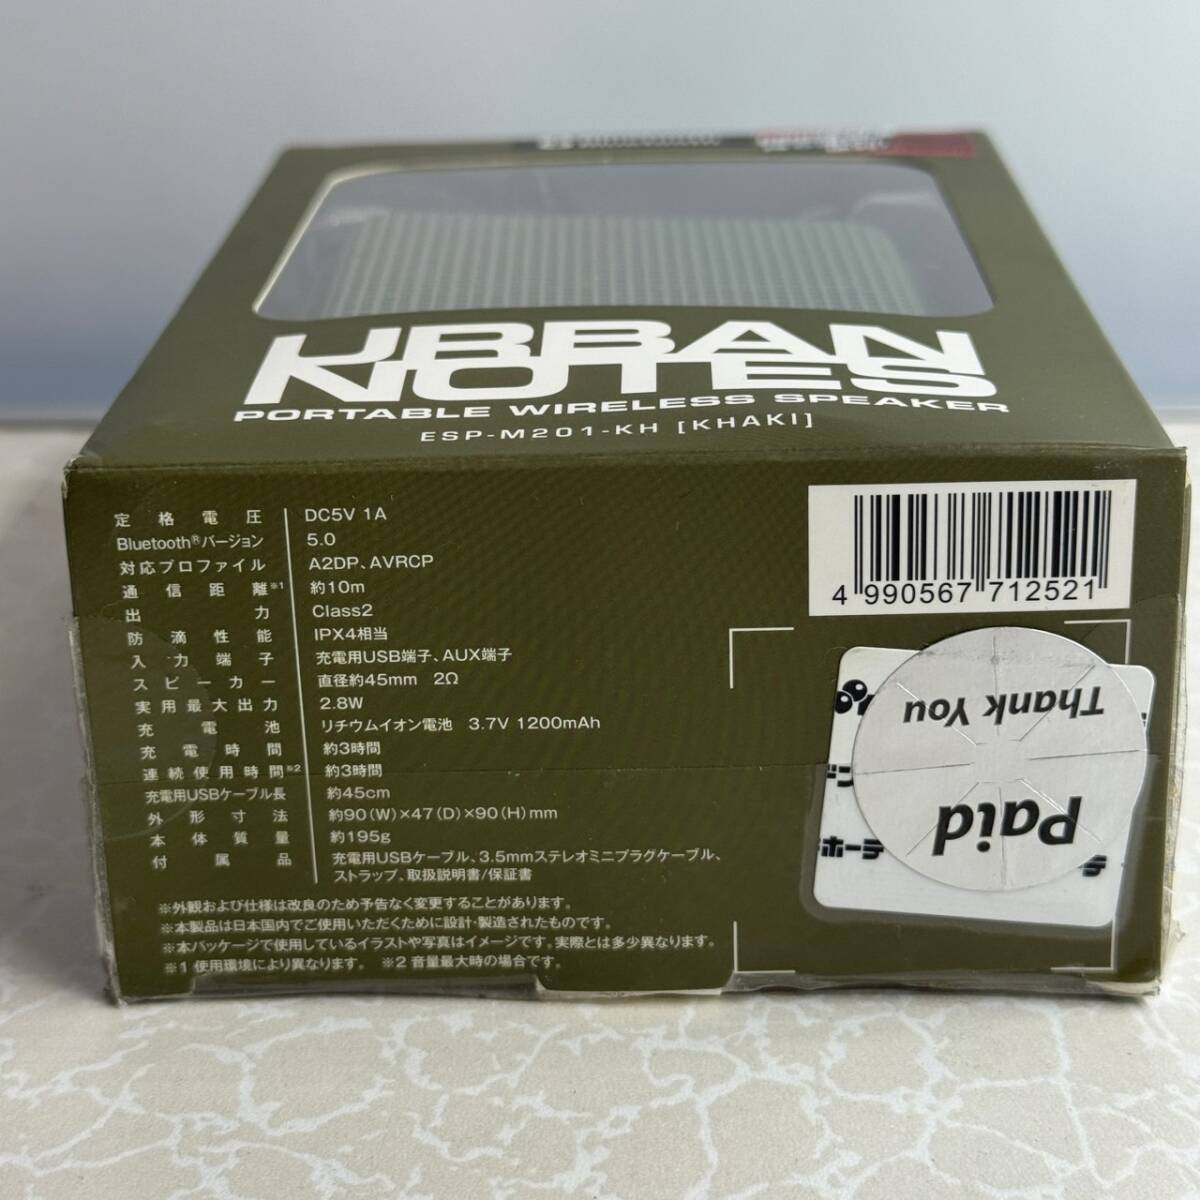 URBAN
NOTES
PORTABLE WIRELESS SPEAKER
ESP-M201-KH [KHAKI]
定格電圧 DC5V 1A
Bluetooth®バージョン 5.0
対応プロファイル A2DP、AVRCP
通信距離※1 約10m
出力 Class2
防滴性能 IPX4相当
入力端子 充電用USB端子、AUX端子
スピーカー 直径約45mm 2Ω
実用最大出力 2.8W
充電池 リチウムイオン電池 3.7V 1200mAh
充電時間 約3時間
連続使用時間※2 約3時間
充電用USBケーブル長 約45cm
外形寸法 約90(W)×47(D)×90(H)mm
本体質量 約195g
付属品 充電用USBケーブル、3.5mmステレオミニプラグケーブル、
ストラップ、取扱説明書/保証書
※外観および仕様は改良のため予告なく変更することがあります。
※本製品は日本国内でご使用いただくために設計・製造されたものです。
※本パッケージで使用しているイラストや写真はイメージです。実際とは多少異なります。
※1 使用環境により異なります。 ※2 音量最大時の場合です。
4 990567 712521
Paid
Thank You
ホーテ